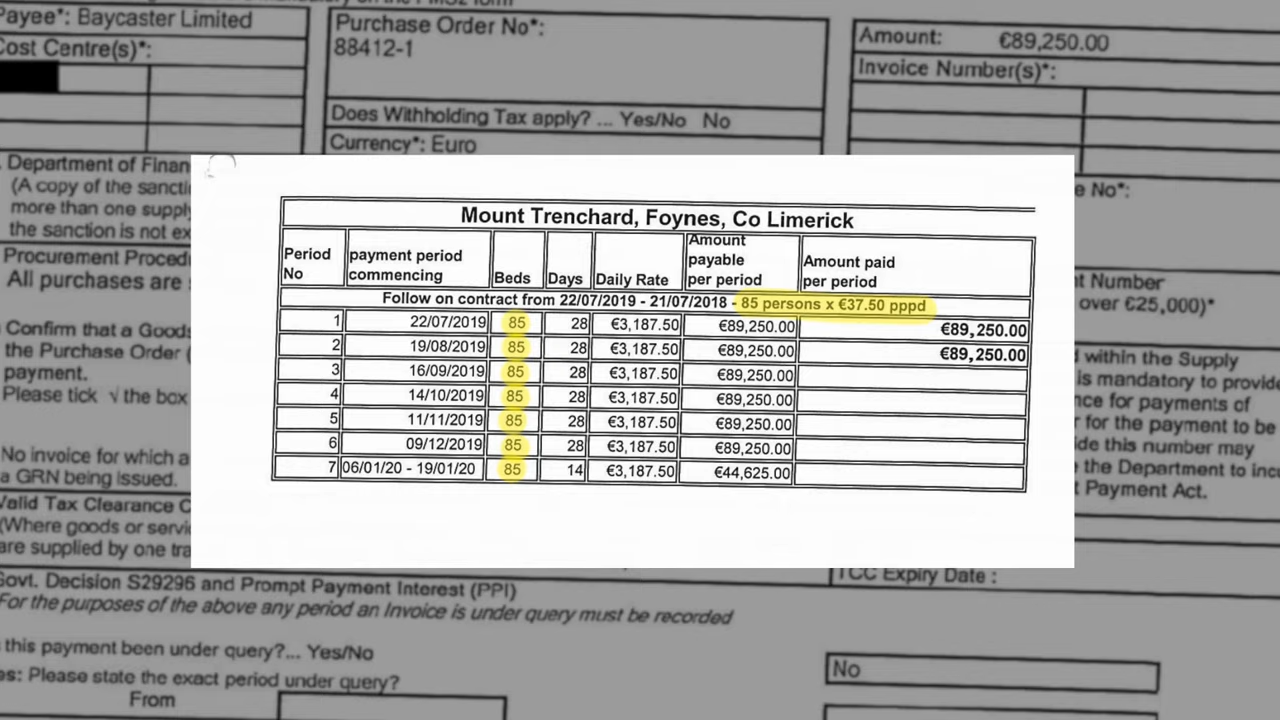 Payee*: Baycaster Limited
Cost Centre(s)*:
Purchase Order No*:
88412-1
Does Withholding Tax apply? ... Yes/No No
Currency*: Euro
Amount: €89,250.00
Invoice Number(s)*:
Department of Finan
(A copy of the sancti
more than one supply
the sanction is not ex
Procurement Proced
All purchases are
Confirm that a Goods
the Purchase Order (
payment.
Please tick √ the box
No invoice for which a
a GRN being issued.
Valid Tax Clearance C
(Where goods or servi
are supplied by one tra
Mount Trenchard, Foynes, Co Limerick
Period No payment period commencing Beds Days Daily Rate Amount payable per period Amount paid per period
Follow on contract from 22/07/2019 - 21/07/2018 - 85 persons x €37.50 pppd
1 22/07/2019 85 28 €3,187.50 €89,250.00 €89,250.00
2 19/08/2019 85 28 €3,187.50 €89,250.00 €89,250.00
3 16/09/2019 85 28 €3,187.50 €89,250.00
4 14/10/2019 85 28 €3,187.50 €89,250.00
5 11/11/2019 85 28 €3,187.50 €89,250.00
6 09/12/2019 85 28 €3,187.50 €89,250.00
7 06/01/20 - 19/01/20 85 14 €3,187.50 €44,625.00
e No*:
t Number
over €25,000)*
within the Supply
is mandatory to provide
nce for payments of
for the payment to be
ide this number may
the Department to inc
Payment Act.
TCC Expiry Date :
Govt. Decision S29296 and Prompt Payment Interest (PPI)
For the purposes of the above any period an Invoice is under query must be recorded
this payment been under query?... Yes/No
No
es: Please state the exact period under query?
From